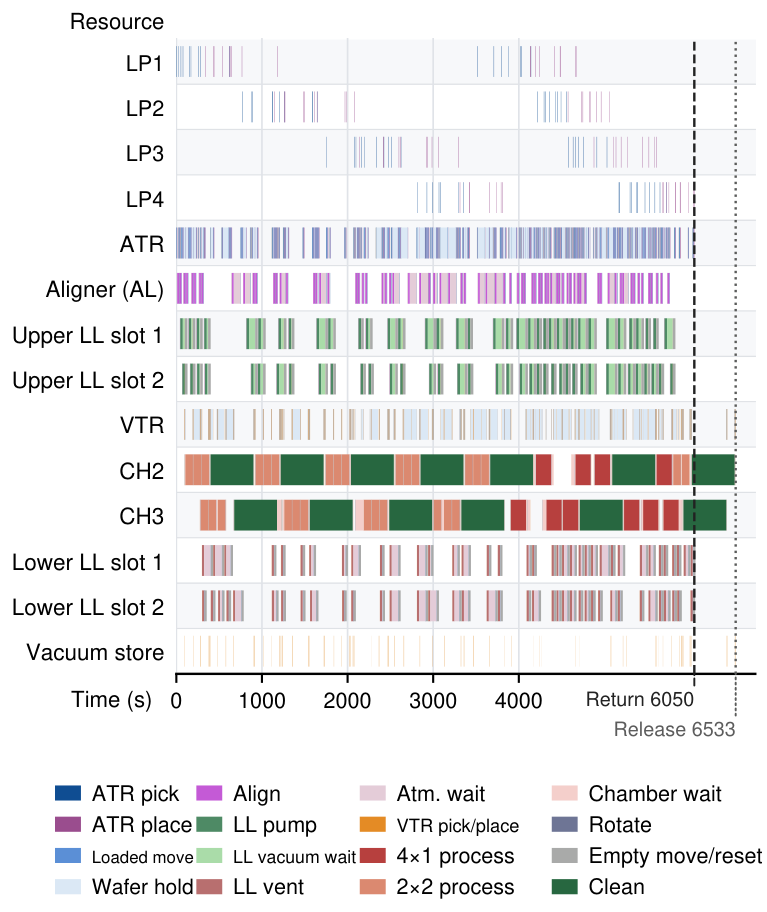 Resource
LP1
LP2
LP3
LP4
ATR
Aligner (AL)
Upper LL slot 1
Upper LL slot 2
VTR
CH2
CH3
Lower LL slot 1
Lower LL slot 2
Vacuum store
Time (s) 0 1000 2000 3000 4000 Return 6050
Release 6533
ATR pick Align Atm. wait Chamber wait
ATR place LL pump VTR pick/place Rotate
Loaded move LL vacuum wait 4×1 process Empty move/reset
Wafer hold LL vent 2×2 process Clean